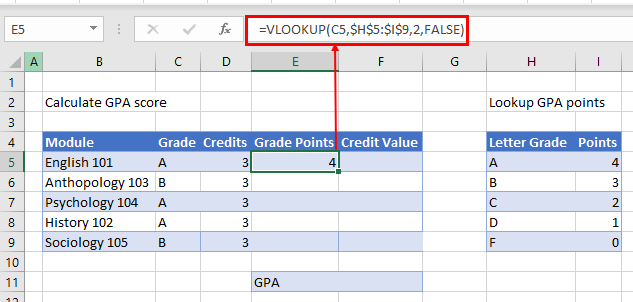 E5 fx =VLOOKUP(C5,$H$5:$I$9,2,FALSE)
A B C D E F G H I
1
2 Calculate GPA score Lookup GPA points
3
4 Module Grade Credits Grade Points Credit Value Letter Grade Points
5 English 101 A 3 4 A 4
6 Anthopology 103 B 3 B 3
7 Psychology 104 A 3 C 2
8 History 102 A 3 D 1
9 Sociology 105 B 3 F 0
10
11 GPA
12